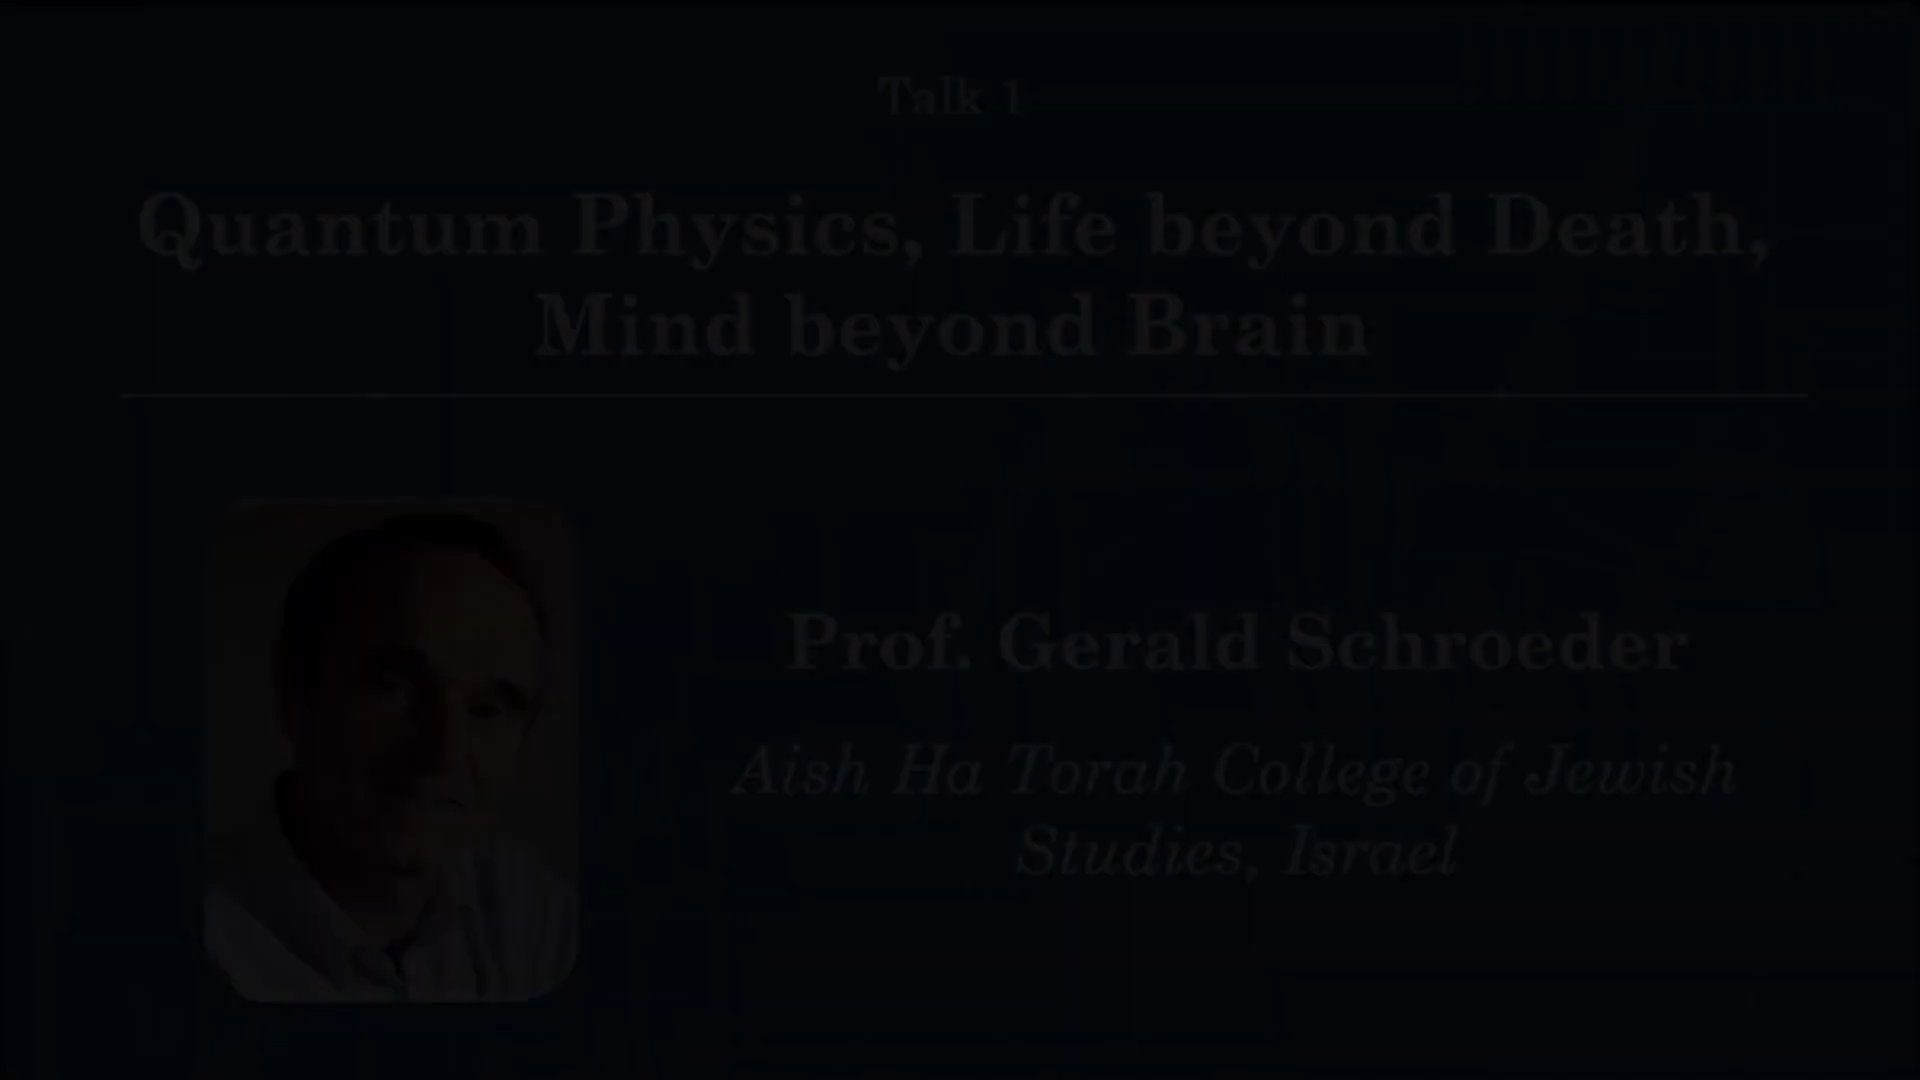 Talk 1
Quantum Physics, Life beyond Death,
Mind beyond Brain
Prof. Gerald Schroeder
Aish Ha Torah College of Jewish
Studies, Israel